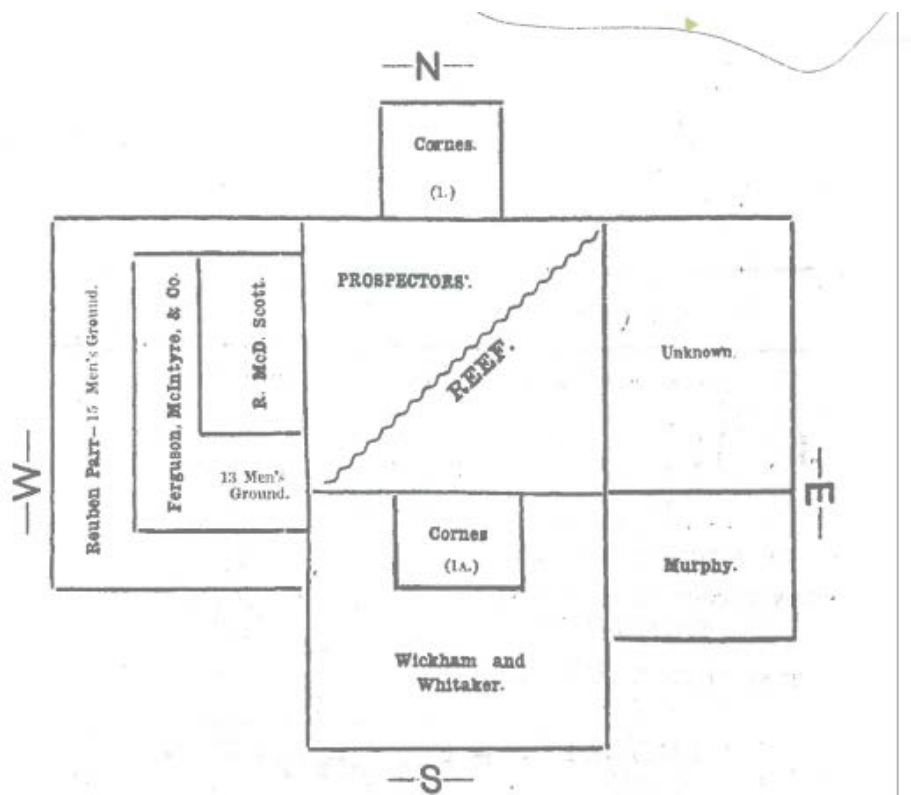 —N—
Cornes.
(1.)
PROSPECTORS'.
REEF.
Unknown.
Reuben Parr—15 Men's Ground.
Ferguson, McIntyre, & Co.
R. McD. Scott.
13 Men's
Ground.
—W—
—E—
Cornes
(1A.)
Murphy.
Wickham and
Whitaker.
—S—